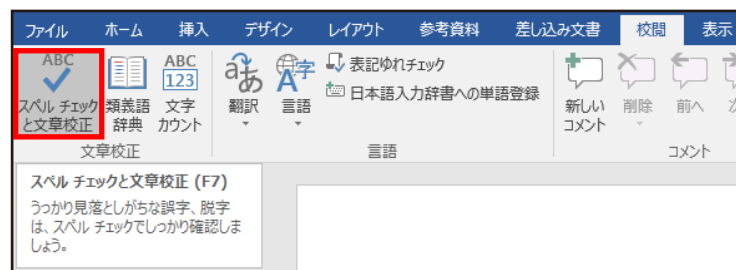 ファイル ホーム 挿入 デザイン レイアウト 参考資料 差し込み文書 校閲 表示
ABC
スペル チェック
と文章校正
類義語
辞典
ABC
123
文字
カウント
文章校正
あ
翻訳
A字
言語
表記ゆれチェック
日本語入力辞書への単語登録
言語
新しい
コメント
削除
前へ
コメント
スペル チェックと文章校正 (F7)
うっかり見落としがちな誤字、脱字
は、スペル チェックでしっかり確認しま
しょう。